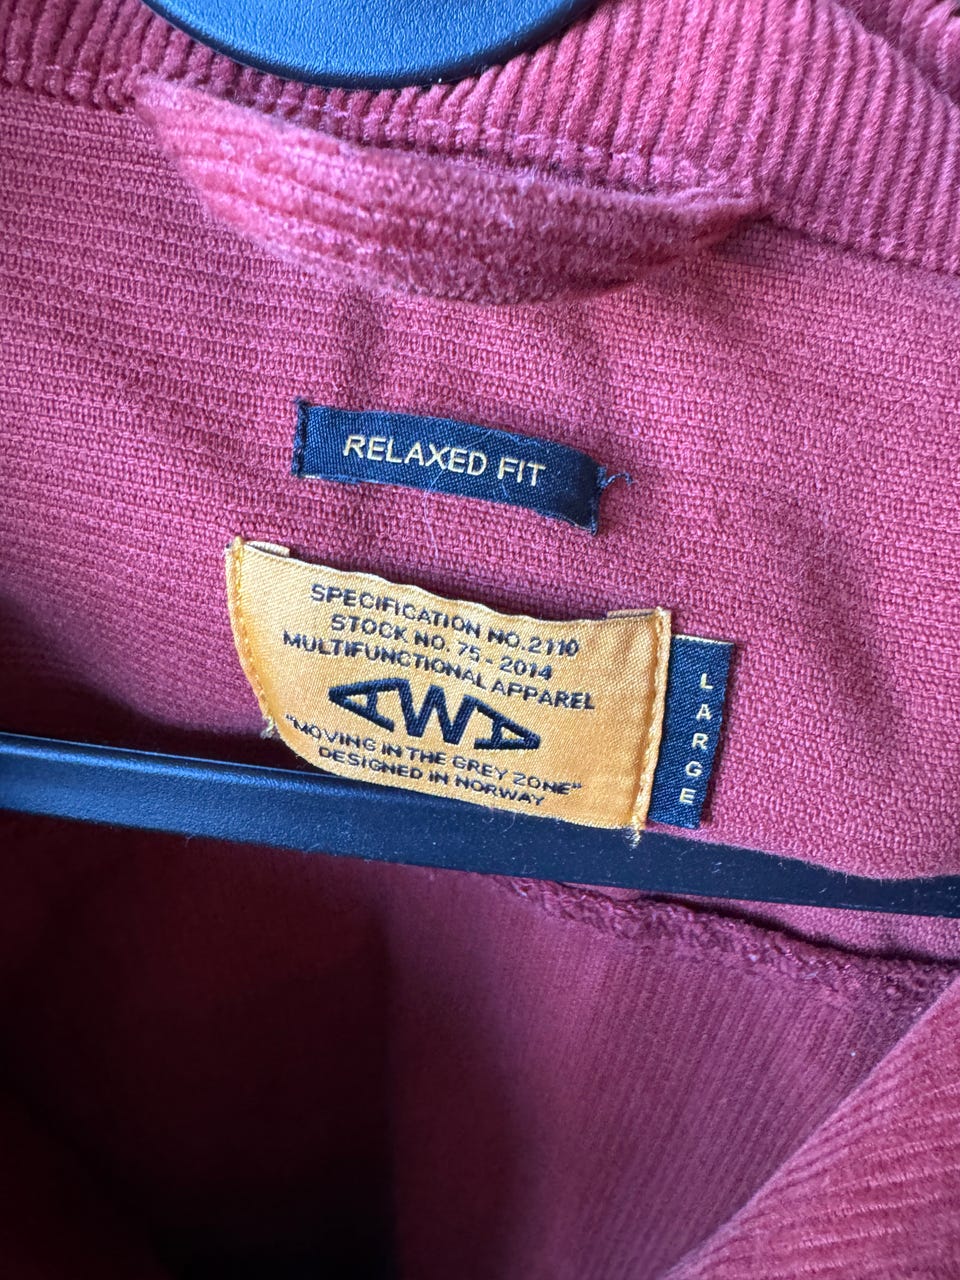 RELAXED FIT
SPECIFICATION NO.2110
STOCK NO. 75 - 2014
MULTIFUNCTIONAL APPAREL
AWA
"MOVING IN THE GREY ZONE"
DESIGNED IN NORWAY
LARGE